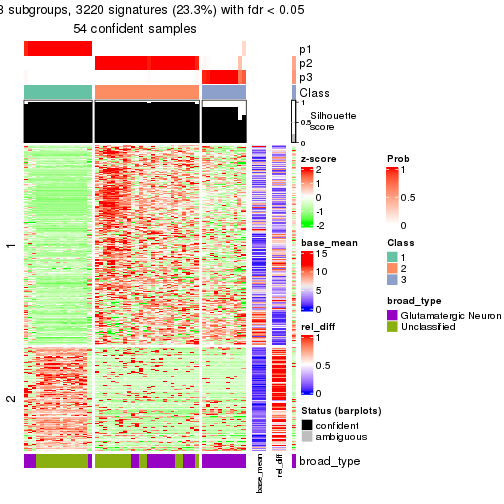 3 subgroups, 3220 signatures (23.3%) with fdr < 0.05
54 confident samples
p1
p2
p3
Class
1
0.5
0
Silhouette
score
1
2
z-score
2
1
0
-1
-2
base_mean
15
10
5
0
rel_diff
1
0.5
0
Status (barplots)
confident
ambiguous
Prob
1
0.5
0
Class
1
2
3
broad_type
Glutamatergic Neuron
Unclassified
broad_type
base_mean
rel_diff